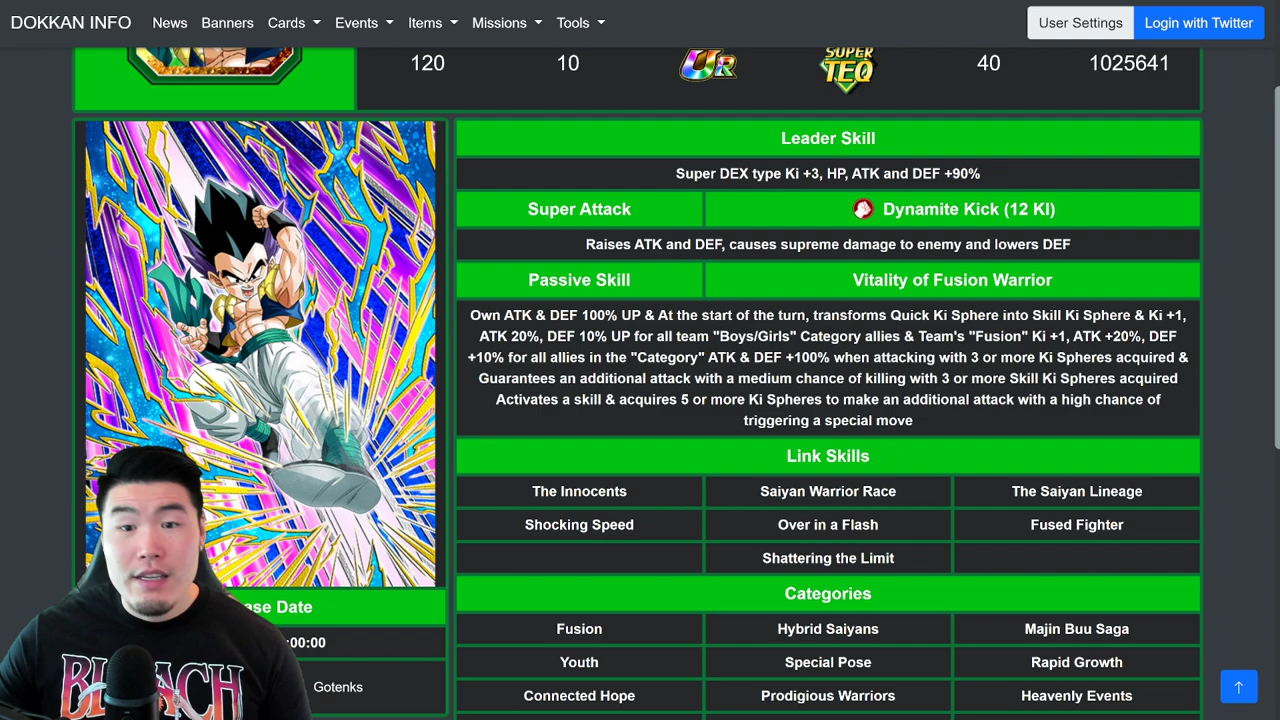 DOKKAN INFO News Banners Cards Events Items Missions Tools User Settings Login with Twitter
120 10 UR SUPER TEQ 40 1025641
Leader Skill
Super DEX type Ki +3, HP, ATK and DEF +90%
Super Attack Dynamite Kick (12 KI)
Raises ATK and DEF, causes supreme damage to enemy and lowers DEF
Passive Skill Vitality of Fusion Warrior
Own ATK & DEF 100% UP & At the start of the turn, transforms Quick Ki Sphere into Skill Ki Sphere & Ki +1,
ATK 20%, DEF 10% UP for all team "Boys/Girls" Category allies & Team's "Fusion" Ki +1, ATK +20%, DEF
+10% for all allies in the "Category" ATK & DEF +100% when attacking with 3 or more Ki Spheres acquired &
Guarantees an additional attack with a medium chance of killing with 3 or more Skill Ki Spheres acquired
Activates a skill & acquires 5 or more Ki Spheres to make an additional attack with a high chance of
triggering a special move
Link Skills
The Innocents Saiyan Warrior Race The Saiyan Lineage
Shocking Speed Over in a Flash Fused Fighter
Shattering the Limit
Categories
ase Date
Fusion Hybrid Saiyans Majin Buu Saga
:00:00
Youth Special Pose Rapid Growth
Gotenks
Connected Hope Prodigious Warriors Heavenly Events
BLEACH